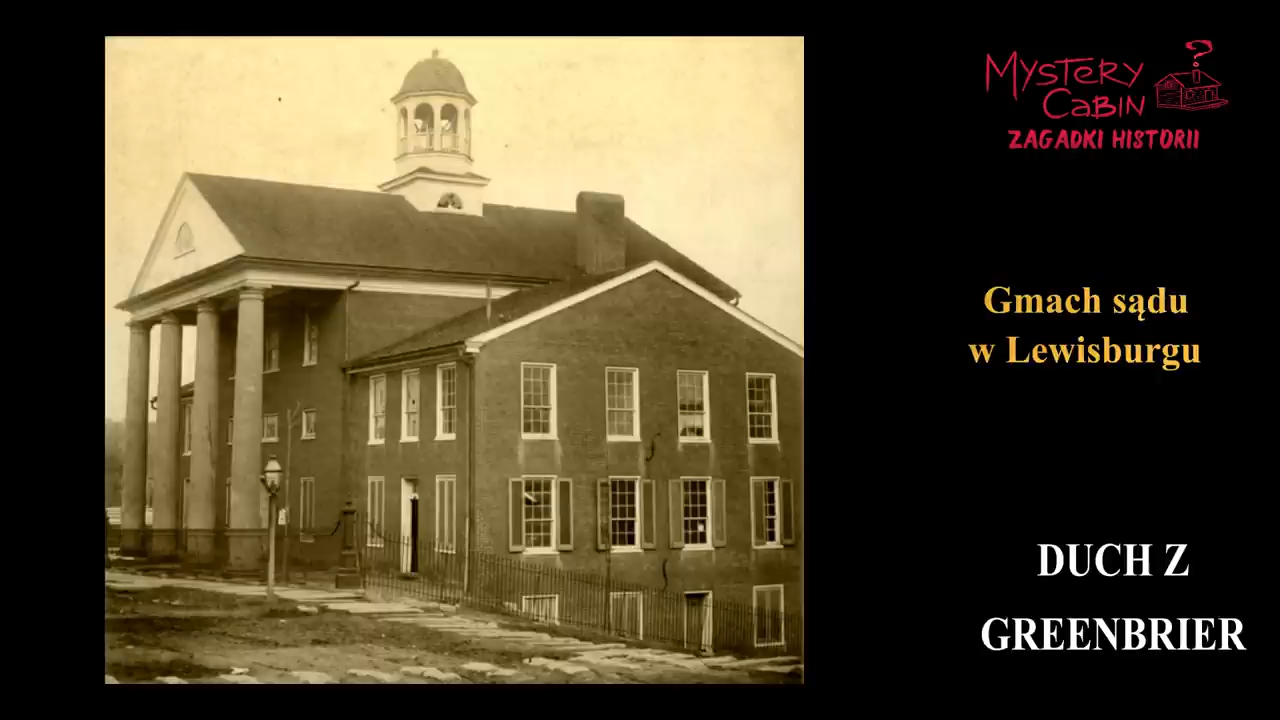 MYSTERY
CABIN
ZAGADKI HISTORII
Gmach sądu
w Lewisburgu
DUCH Z
GREENBRIER